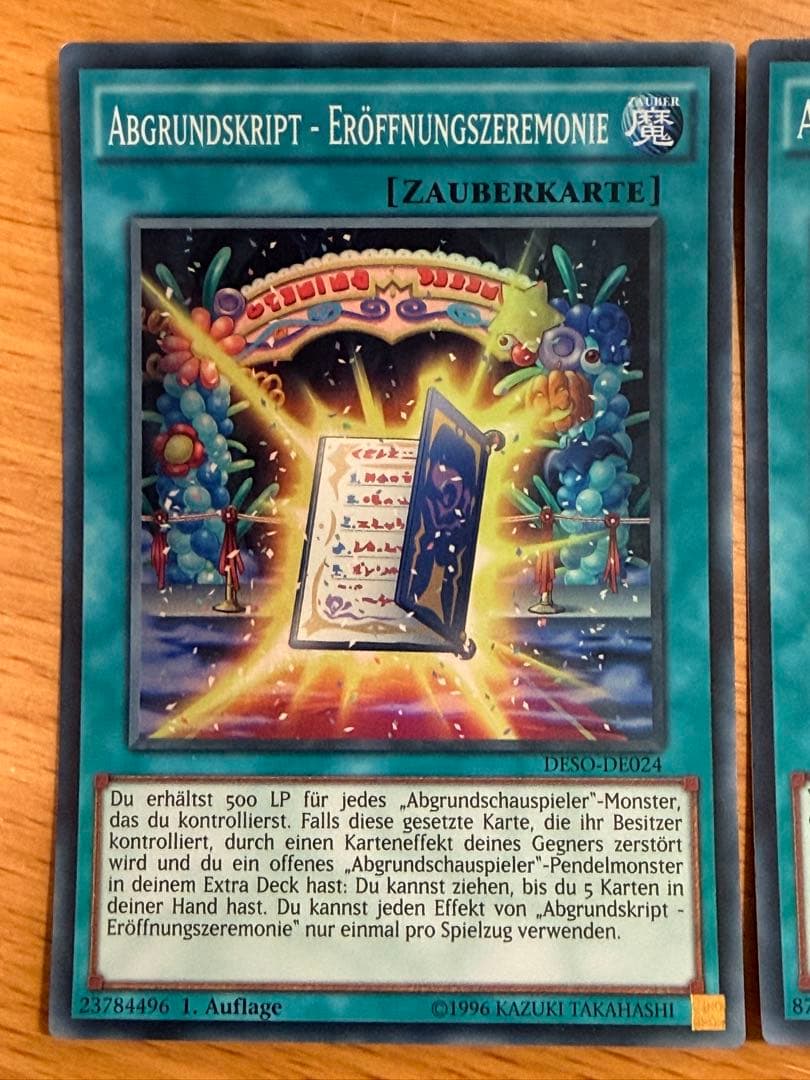 Abgrundskript - Eröffnungszeremonie
ZAUBER
魔
[Zauberkarte]
DESO-DE024
Du erhältst 500 LP für jedes „Abgrundschauspieler“-Monster,
das du kontrollierst. Falls diese gesetzte Karte, die ihr Besitzer
kontrolliert, durch einen Karteneffekt deines Gegners zerstört
wird und du ein offenes „Abgrundschauspieler“-Pendelmonster
in deinem Extra Deck hast: Du kannst ziehen, bis du 5 Karten in
deiner Hand hast. Du kannst jeden Effekt von „Abgrundskript -
Eröffnungszeremonie“ nur einmal pro Spielzug verwenden.
23784496 1. Auflage ©1996 KAZUKI TAKAHASHI
A
87